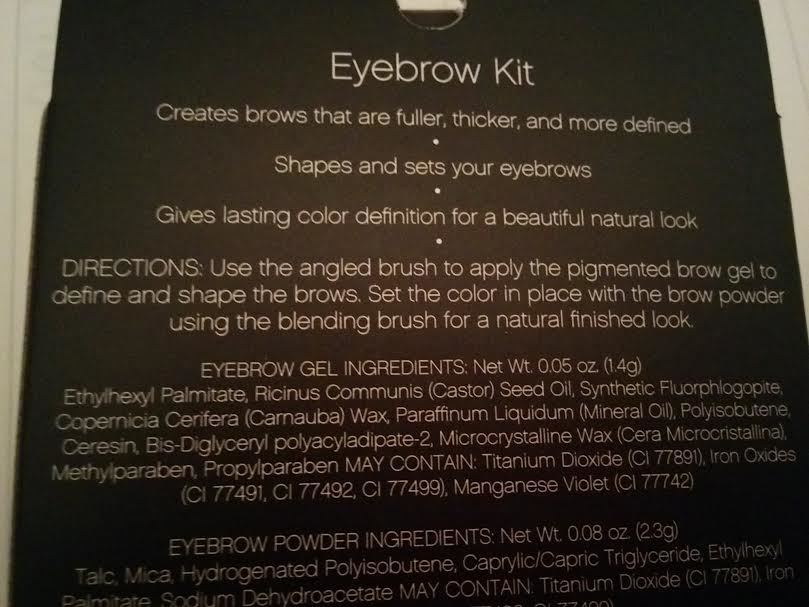 Eyebrow Kit
Creates brows that are fuller, thicker, and more defined
•
Shapes and sets your eyebrows
•
Gives lasting color definition for a beautiful natural look
•
DIRECTIONS: Use the angled brush to apply the pigmented brow gel to
define and shape the brows. Set the color in place with the brow powder
using the blending brush for a natural finished look.
EYEBROW GEL INGREDIENTS: Net Wt. 0.05 oz. (1.4g)
Ethylhexyl Palmitate, Ricinus Communis (Castor) Seed Oil, Synthetic Fluorphlogopite,
Copernicia Cerifera (Carnauba) Wax, Paraffinum Liquidum (Mineral Oil), Polyisobutene,
Ceresin, Bis-Diglyceryl polyacyladipate-2, Microcrystalline Wax (Cera Microcristallina),
Methylparaben, Propylparaben MAY CONTAIN: Titanium Dioxide (CI 77891), Iron Oxides
(CI 77491, CI 77492, CI 77499), Manganese Violet (CI 77742)
EYEBROW POWDER INGREDIENTS: Net Wt. 0.08 oz. (2.3g)
Talc, Mica, Hydrogenated Polyisobutene, Caprylic/Capric Triglyceride, Ethylhexyl
Palmitate, Sodium Dehydroacetate MAY CONTAIN: Titanium Dioxide (CI 77891), Iron